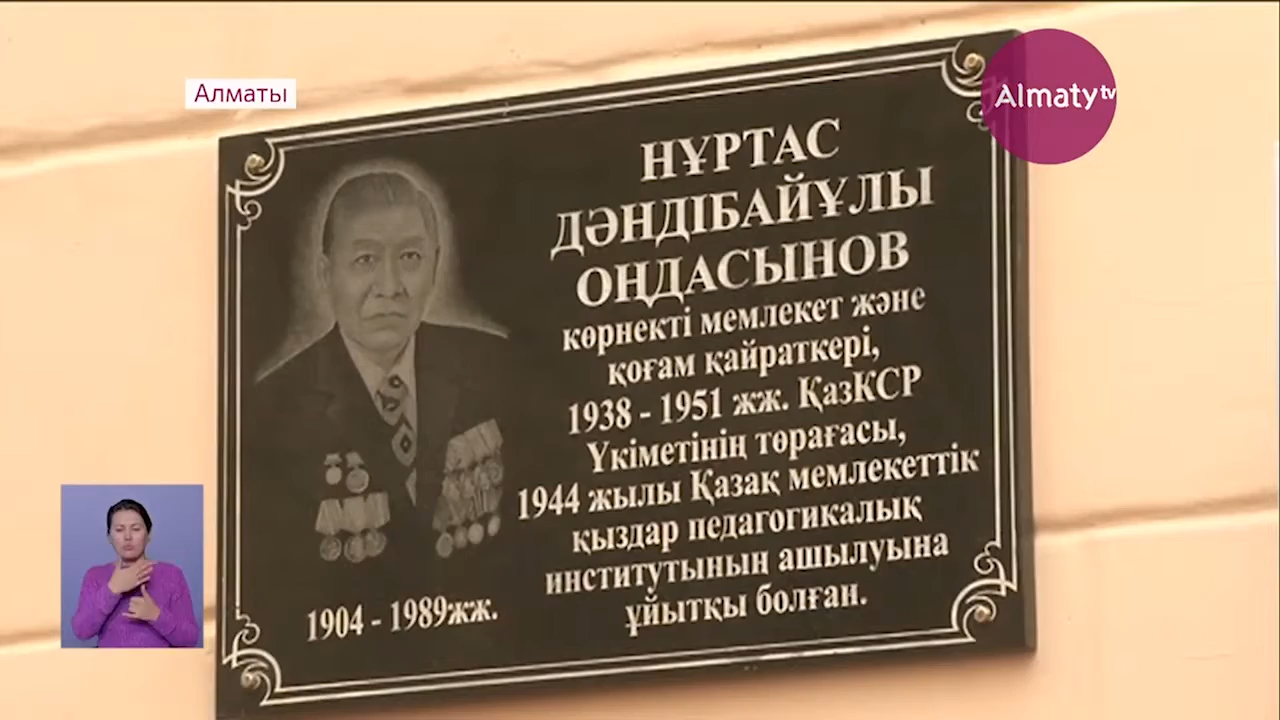 Алматы
Almaty tv
НҰРТАС
ДӘНДІБАЙҰЛЫ
ОҢДАСЫНОВ
көрнекті мемлекет және
қоғам қайраткері,
1938 - 1951 жж. ҚазКСР
Үкіметінің төрағасы,
1944 жылы Қазақ мемлекеттік
қыздар педагогикалық
институтының ашылуына
ұйытқы болған.
1904 - 1989жж.